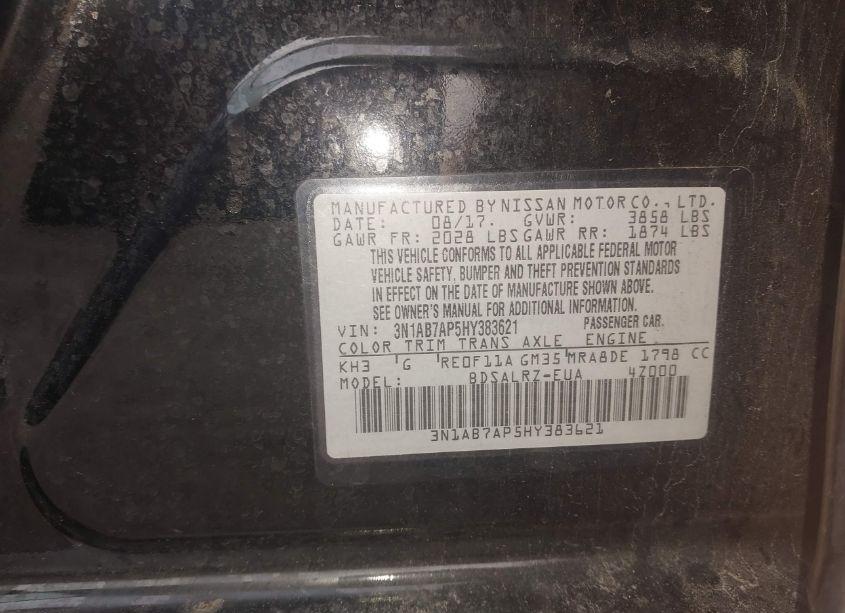 MANUFACTURED BY NISSAN MOTOR CO., LTD.
DATE: 08/17. GVWR: 3858 LBS
GAWR FR: 2028 LBS GAWR RR: 1874 LBS
THIS VEHICLE CONFORMS TO ALL APPLICABLE FEDERAL MOTOR
VEHICLE SAFETY, BUMPER AND THEFT PREVENTION STANDARDS
IN EFFECT ON THE DATE OF MANUFACTURE SHOWN ABOVE.
SEE OWNER'S MANUAL FOR ADDITIONAL INFORMATION.
VIN: 3N1AB7AP5HY383621 PASSENGER CAR.
COLOR TRIM TRANS AXLE ENGINE
KH3 'G RE0F11A GM35 MRA8DE 1798 CC
MODEL: BDSALRZ-EUA 4Z000
3N1AB7AP5HY383621